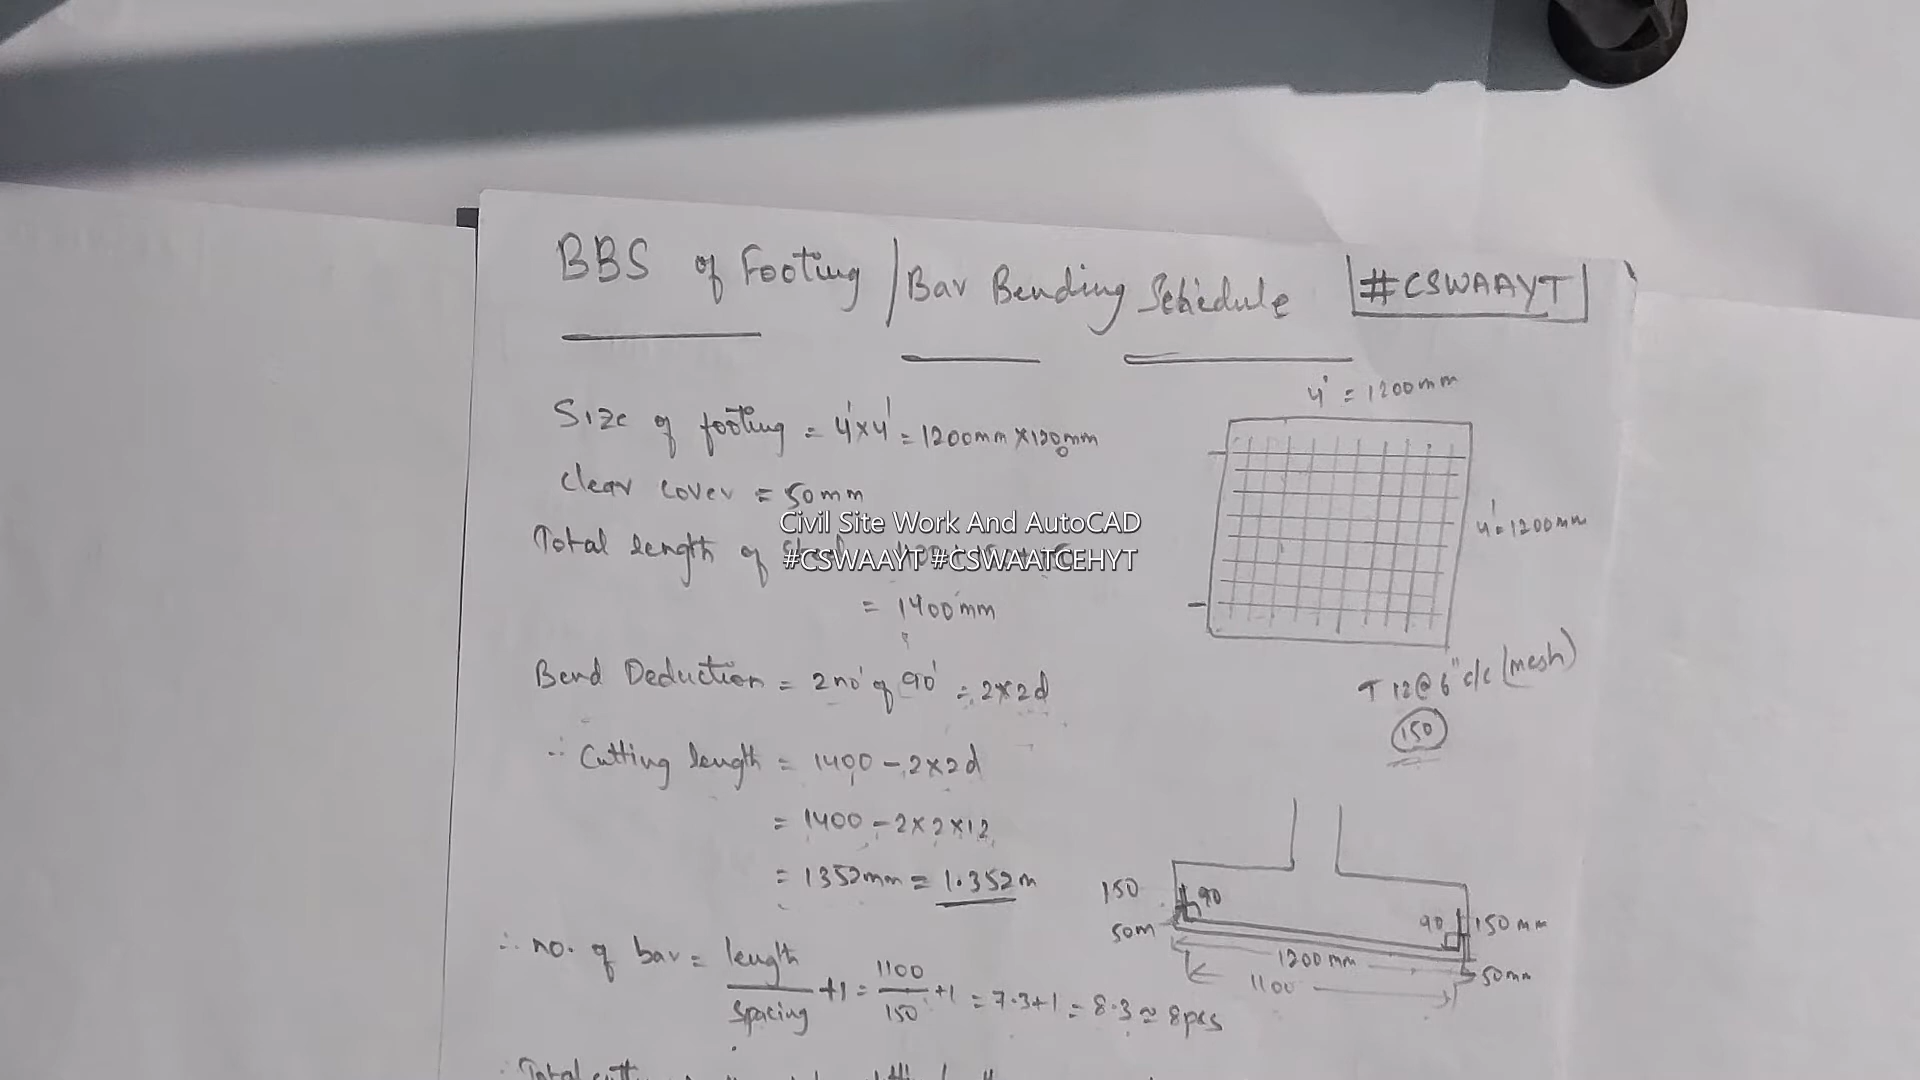 BBS of Footing / Bar Bending Schedule #CSWAAYT
4' = 1200mm
Size of footing = 4'x4' = 1200mm x 1200mm
clear cover = 50mm
4' = 1200mm
Civil Site Work And AutoCAD
Total length of
#CSWAAYT #CSWAATCEHYT
= 1400mm
T 12@6" c/c (mesh)
150
Bend Deduction = 2 no' of 90° = 2x2d
∴ Cutting length = 1400 - 2x2d
= 1400 - 2x2x12
= 1352mm = 1.352m
150 90
90 150mm
50m
1200mm
50mm
1100
∴ no. of bar = length / spacing + 1 = 1100 / 150 + 1 = 7.3+1 = 8.3 ≈ 8pcs
Total